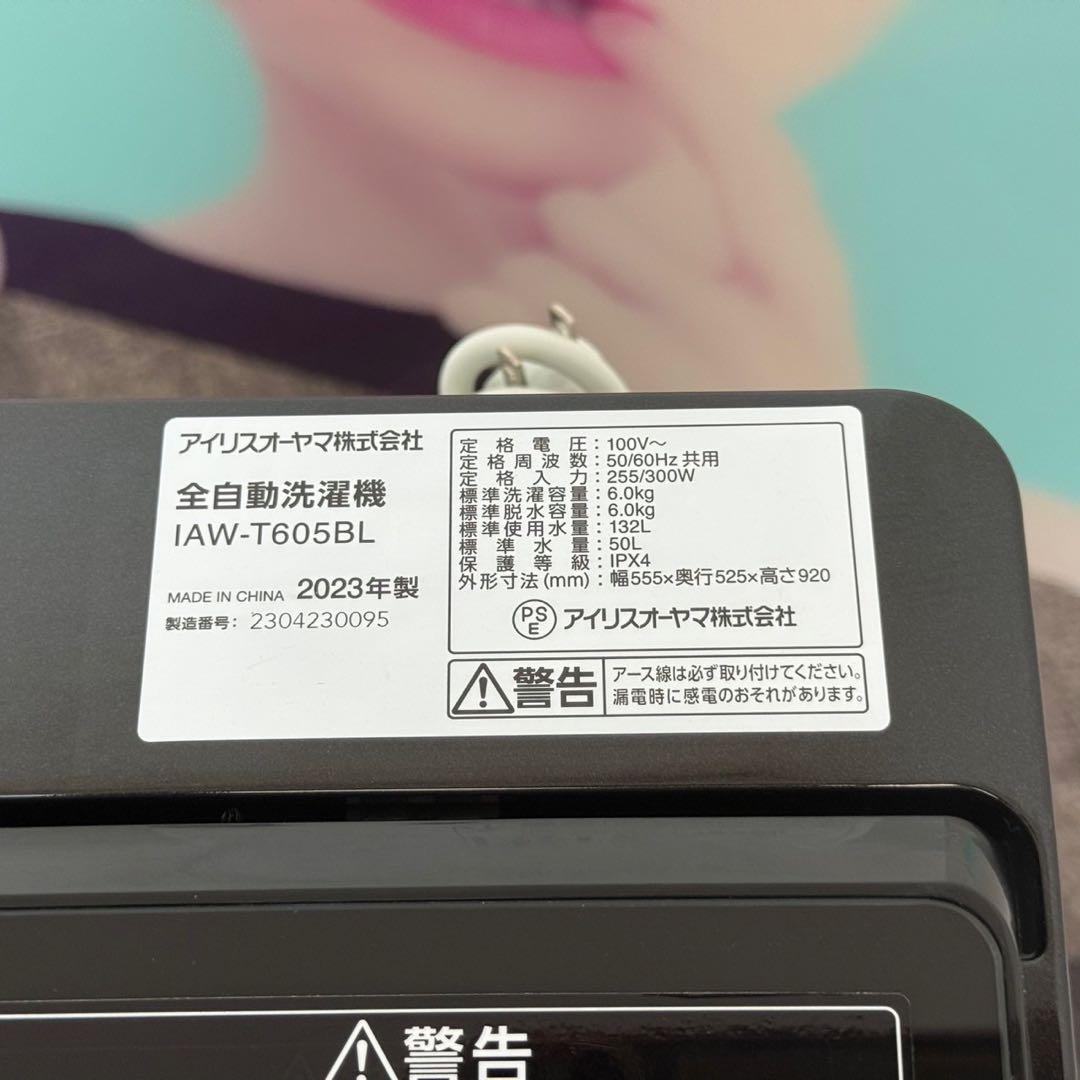 アイリスオーヤマ株式会社
全自動洗濯機
IAW-T605BL
MADE IN CHINA 2023年製
製造番号: 2304230095
定格電圧:100V~
定格周波数:50/60Hz共用
定格入力:255/300W
標準洗濯容量:6.0kg
標準脱水容量:6.0kg
標準使用水量:132L
標準水量:50L
保護等級:IPX4
外形寸法(mm):幅555×奥行525×高さ920
PSE アイリスオーヤマ株式会社
警告
アース線は必ず取り付けてください。
漏電時に感電のおそれがあります。
警告